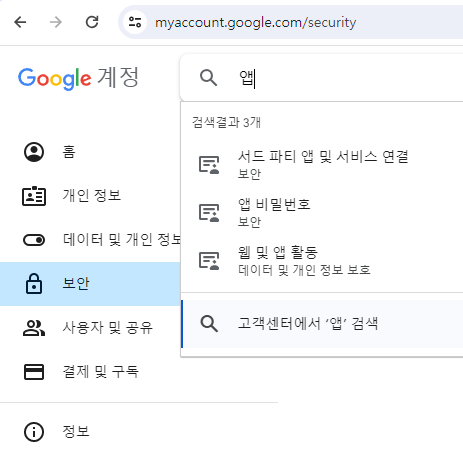 myaccount.google.com/security
Google 계정
앱
검색결과 3개
서드 파티 앱 및 서비스 연결
보안
앱 비밀번호
보안
웹 및 앱 활동
데이터 및 개인 정보 보호
고객센터에서 ‘앱’ 검색
홈
개인 정보
데이터 및 개인 정보
보안
사용자 및 공유
결제 및 구독
정보